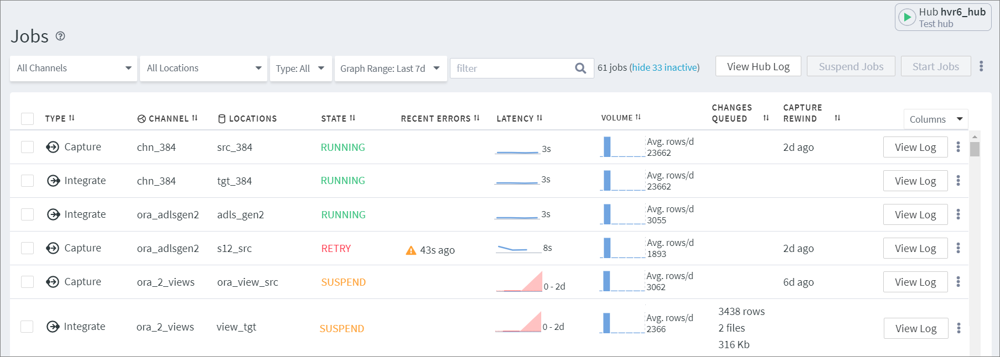 Hub hvr6_hub
Test hub
Jobs
All Channels All Locations Type: All Graph Range: Last 7d filter 61 jobs (hide 33 inactive) View Hub Log Suspend Jobs Start Jobs
TYPE CHANNEL LOCATIONS STATE RECENT ERRORS LATENCY VOLUME CHANGES QUEUED CAPTURE REWIND Columns
Capture chn_384 src_384 RUNNING 3s Avg. rows/d 23662 2d ago View Log
Integrate chn_384 tgt_384 RUNNING 3s Avg. rows/d 23662 View Log
Integrate ora_adlsgen2 adls_gen2 RUNNING 3s Avg. rows/d 3055 View Log
Capture ora_adlsgen2 s12_src RETRY 43s ago 8s Avg. rows/d 1893 2d ago View Log
Capture ora_2_views ora_view_src SUSPEND 0 - 2d Avg. rows/d 3062 6d ago View Log
Integrate ora_2_views view_tgt SUSPEND 0 - 2d Avg. rows/d 2366 3438 rows 2 files 316 Kb View Log